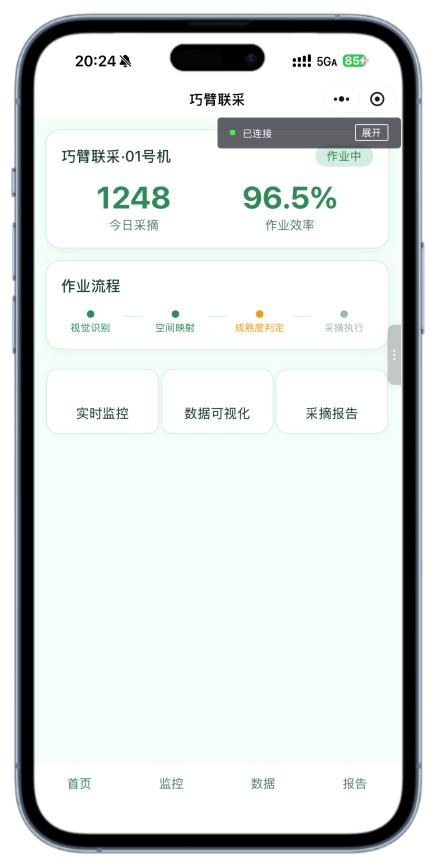 20:24 5GA 85
巧臂联采
已连接 展开
巧臂联采·01号机 作业中
1248 96.5%
今日采摘 作业效率
作业流程
视觉识别 空间映射 成熟度判定 采摘执行
实时监控 数据可视化 采摘报告
首页 监控 数据 报告